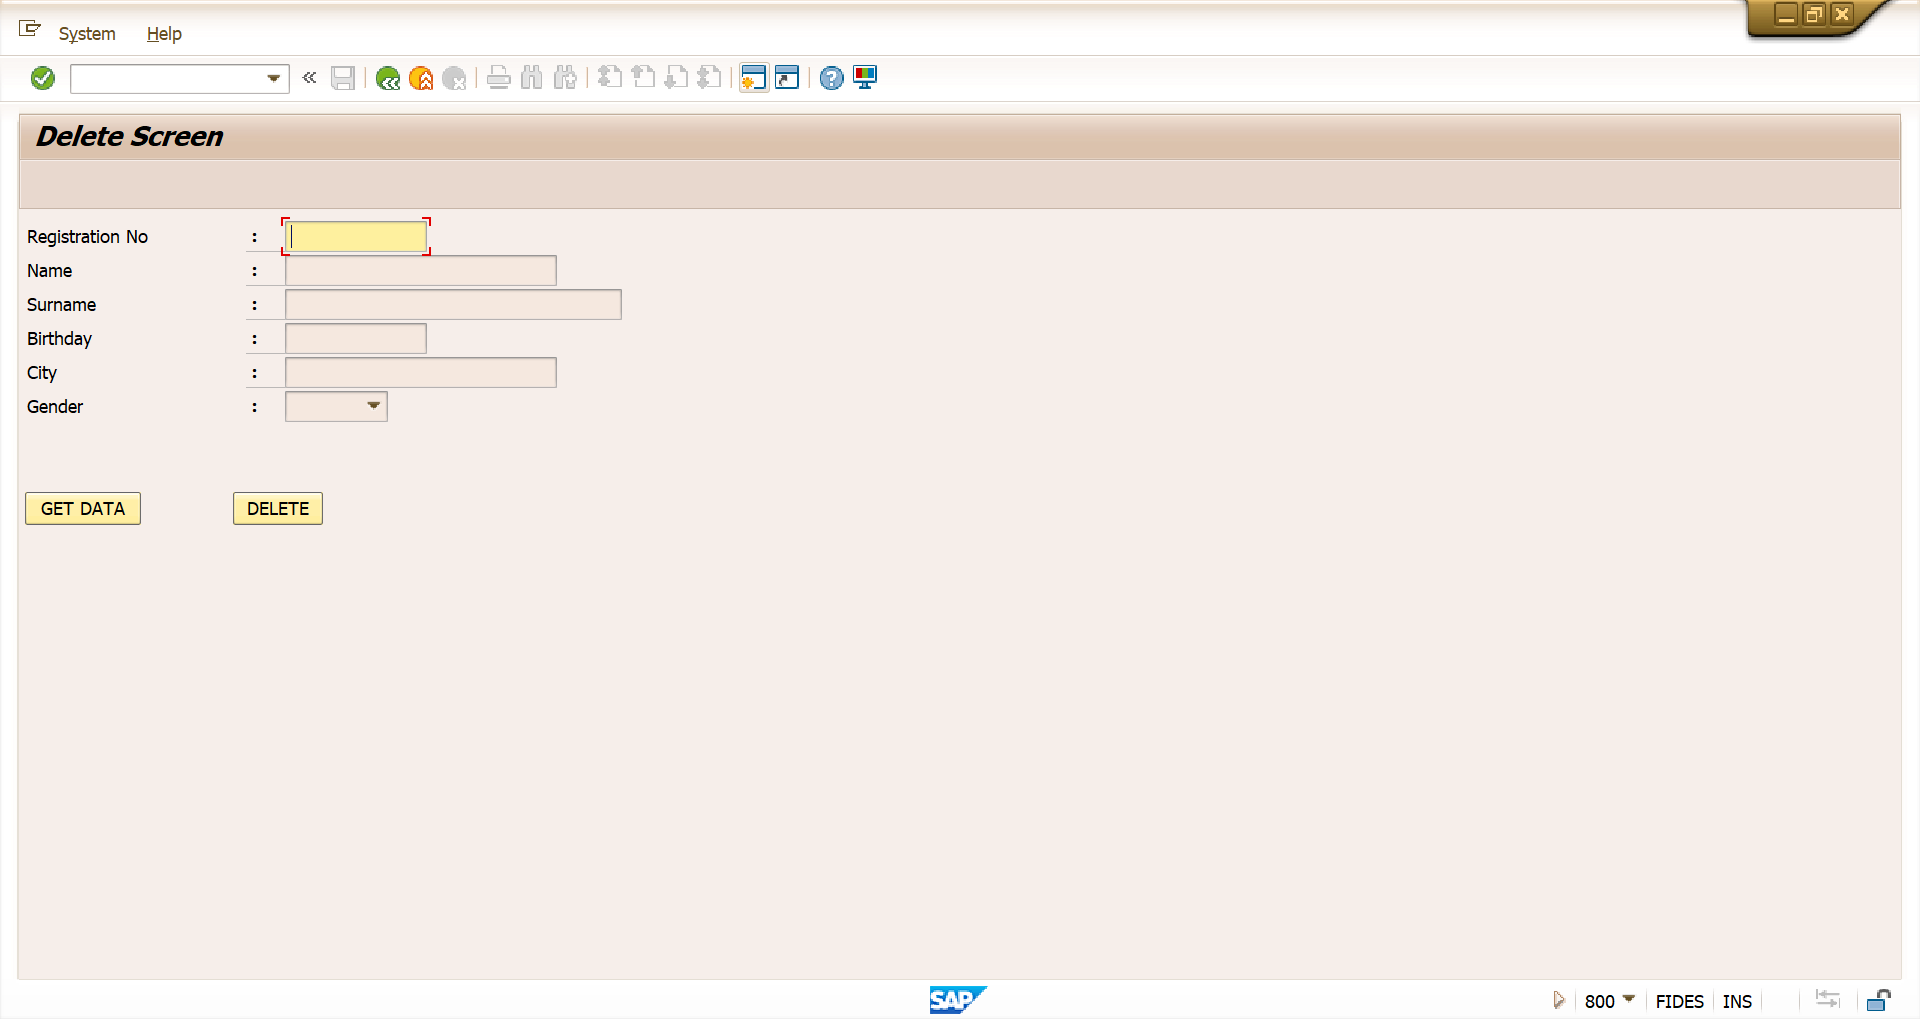 System Help
Delete Screen
Registration No :
Name :
Surname :
Birthday :
City :
Gender :
GET DATA DELETE
SAP 800 FIDES INS